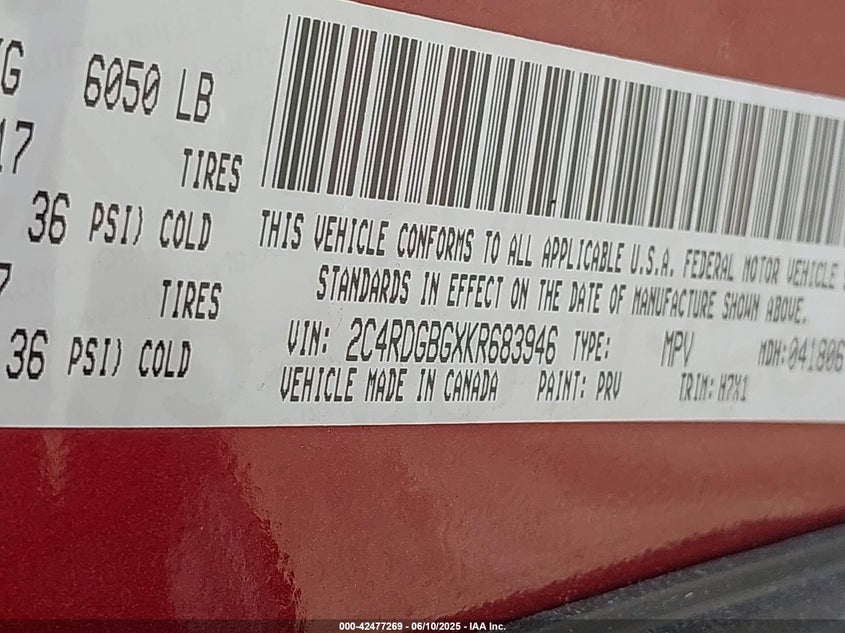 6050 LB
17
TIRES
36 PSI) COLD
THIS VEHICLE CONFORMS TO ALL APPLICABLE U.S.A. FEDERAL MOTOR VEHICLE
STANDARDS IN EFFECT ON THE DATE OF MANUFACTURE SHOWN ABOVE.
7
TIRES
VIN: 2C4RDGBGXKR683946 TYPE: MPV MDH: 041806
36 PSI) COLD
VEHICLE MADE IN CANADA PAINT: PRV TRIM: H7X1
000-42477269 - 06/10/2025 - IAA Inc.